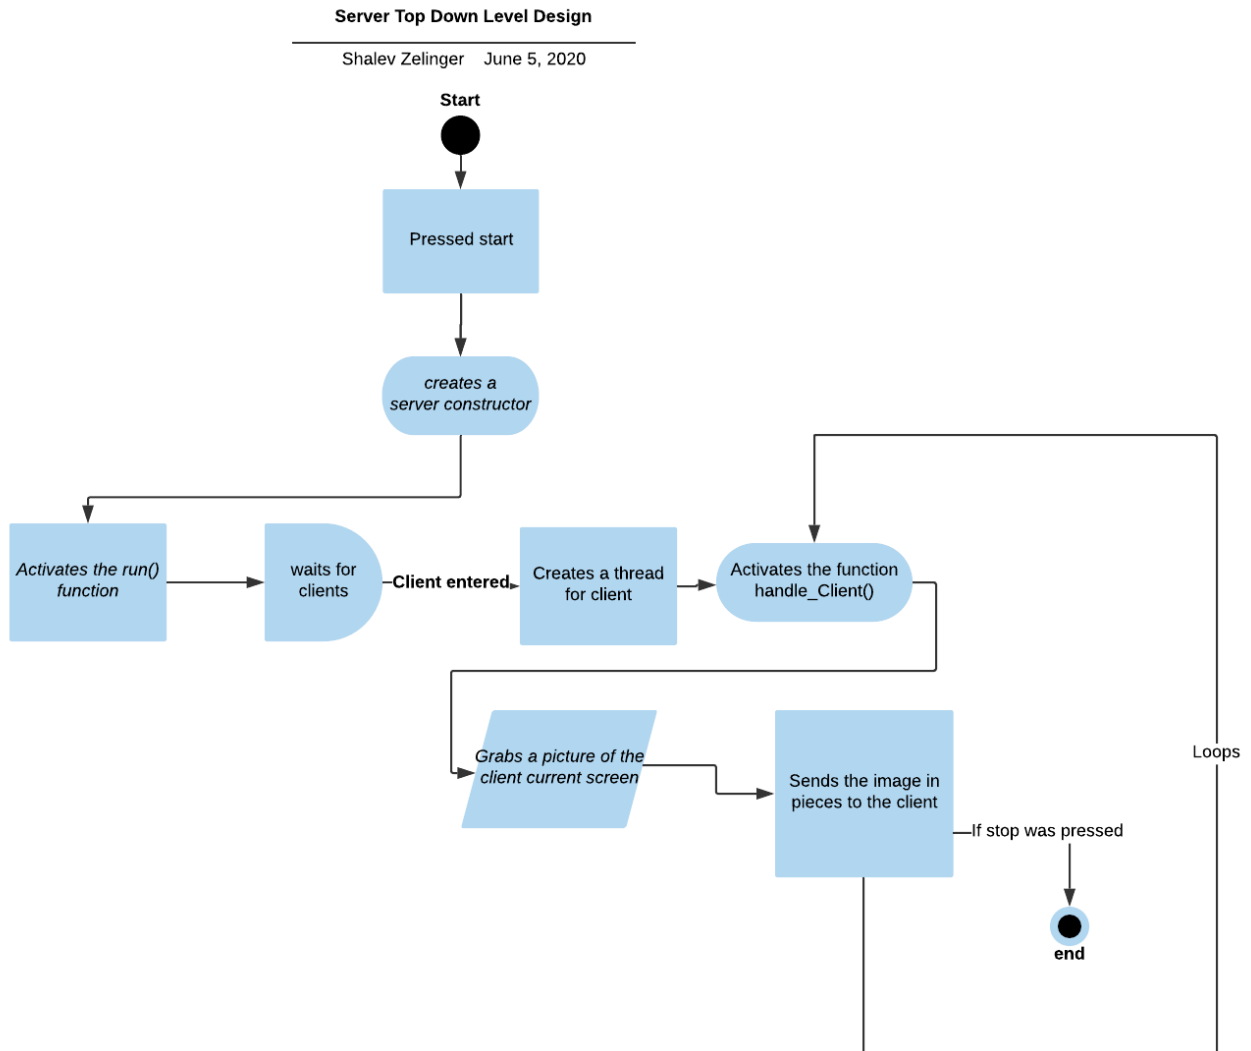 Server Top Down Level Design
Shalev Zelinger June 5, 2020
Start
Pressed start
creates a
server constructor
Activates the run()
function
waits for
clients
Client entered
Creates a thread
for client
Activates the function
handle_Client()
Grabs a picture of the
client current screen
Sends the image in
pieces to the client
Loops
If stop was pressed
end